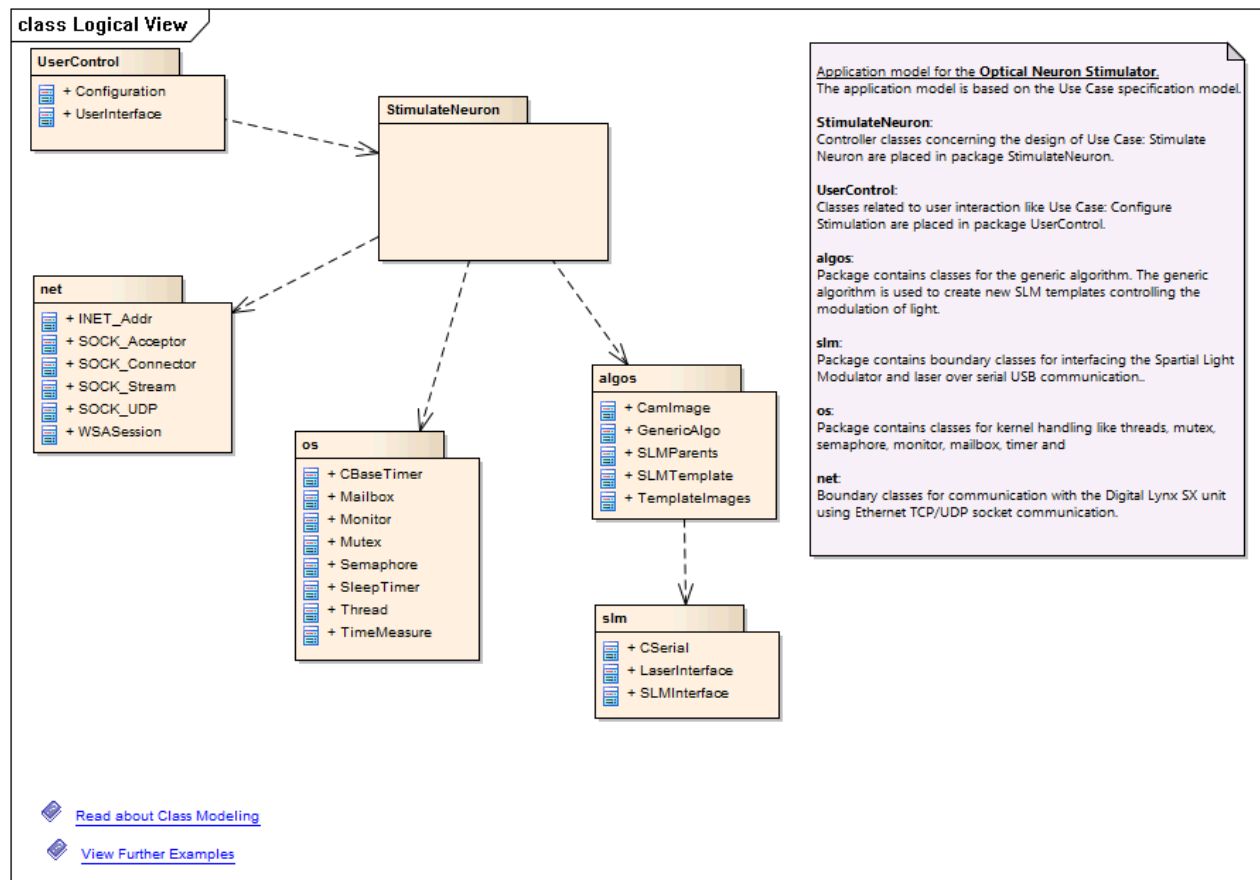 class Logical View
UserControl
+ Configuration
+ UserInterface
StimulateNeuron
net
+ INET_Addr
+ SOCK_Acceptor
+ SOCK_Connector
+ SOCK_Stream
+ SOCK_UDP
+ WSASession
os
+ CBaseTimer
+ Mailbox
+ Monitor
+ Mutex
+ Semaphore
+ SleepTimer
+ Thread
+ TimeMeasure
algos
+ CamImage
+ GenericAlgo
+ SLMParents
+ SLMTemplate
+ TemplateImages
slm
+ CSerial
+ LaserInterface
+ SLMInterface
Application model for the Optical Neuron Stimulator.
The application model is based on the Use Case specification model.
StimulateNeuron:
Controller classes concerning the design of Use Case: Stimulate
Neuron are placed in package StimulateNeuron.
UserControl:
Classes related to user interaction like Use Case: Configure
Stimulation are placed in package UserControl.
algos:
Package contains classes for the generic algorithm. The generic
algorithm is used to create new SLM templates controlling the
modulation of light.
slm:
Package contains boundary classes for interfacing the Spartial Light
Modulator and laser over serial USB communication..
os:
Package contains classes for kernel handling like threads, mutex,
semaphore, monitor, mailbox, timer and
net:
Boundary classes for communication with the Digital Lynx SX unit
using Ethernet TCP/UDP socket communication.
Read about Class Modeling
View Further Examples